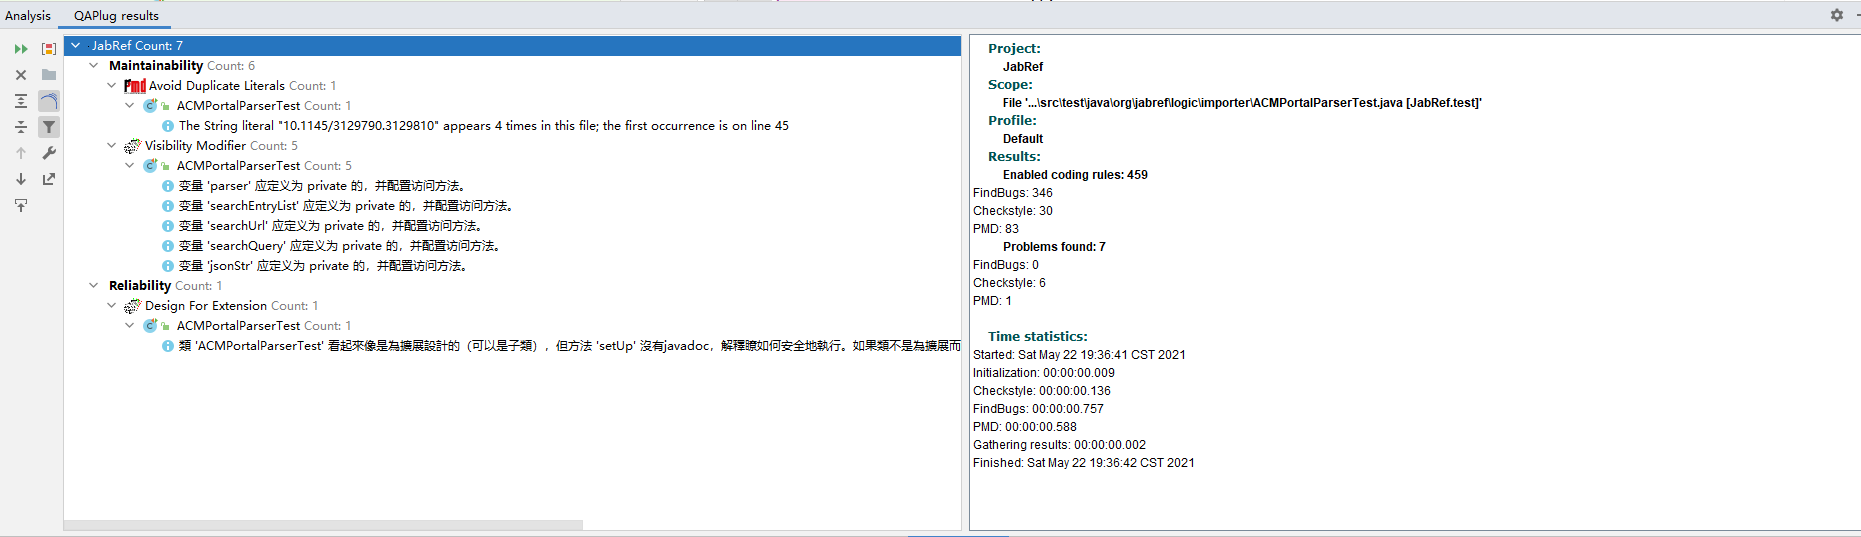 Analysis QAPlug results
JabRef Count: 7
Maintainability Count: 6
PMD Avoid Duplicate Literals Count: 1
ACMPortalParserTest Count: 1
The String literal "10.1145/3129790.3129810" appears 4 times in this file; the first occurrence is on line 45
Visibility Modifier Count: 5
ACMPortalParserTest Count: 5
变量 'parser' 应定义为 private 的，并配置访问方法。
变量 'searchEntryList' 应定义为 private 的，并配置访问方法。
变量 'searchUrl' 应定义为 private 的，并配置访问方法。
变量 'searchQuery' 应定义为 private 的，并配置访问方法。
变量 'jsonStr' 应定义为 private 的，并配置访问方法。
Reliability Count: 1
Design For Extension Count: 1
ACMPortalParserTest Count: 1
類 'ACMPortalParserTest' 看起來像是為擴展設計的（可以是子類），但方法 'setUp' 沒有javadoc，解釋瞭如何安全地執行。如果類不是為擴展而
Project:
JabRef
Scope:
File '...\src\test\java\org\jabref\logic\importer\ACMPortalParserTest.java [JabRef.test]'
Profile:
Default
Results:
Enabled coding rules: 459
FindBugs: 346
Checkstyle: 30
PMD: 83
Problems found: 7
FindBugs: 0
Checkstyle: 6
PMD: 1
Time statistics:
Started: Sat May 22 19:36:41 CST 2021
Initialization: 00:00:00.009
Checkstyle: 00:00:00.136
FindBugs: 00:00:00.757
PMD: 00:00:00.588
Gathering results: 00:00:00.002
Finished: Sat May 22 19:36:42 CST 2021